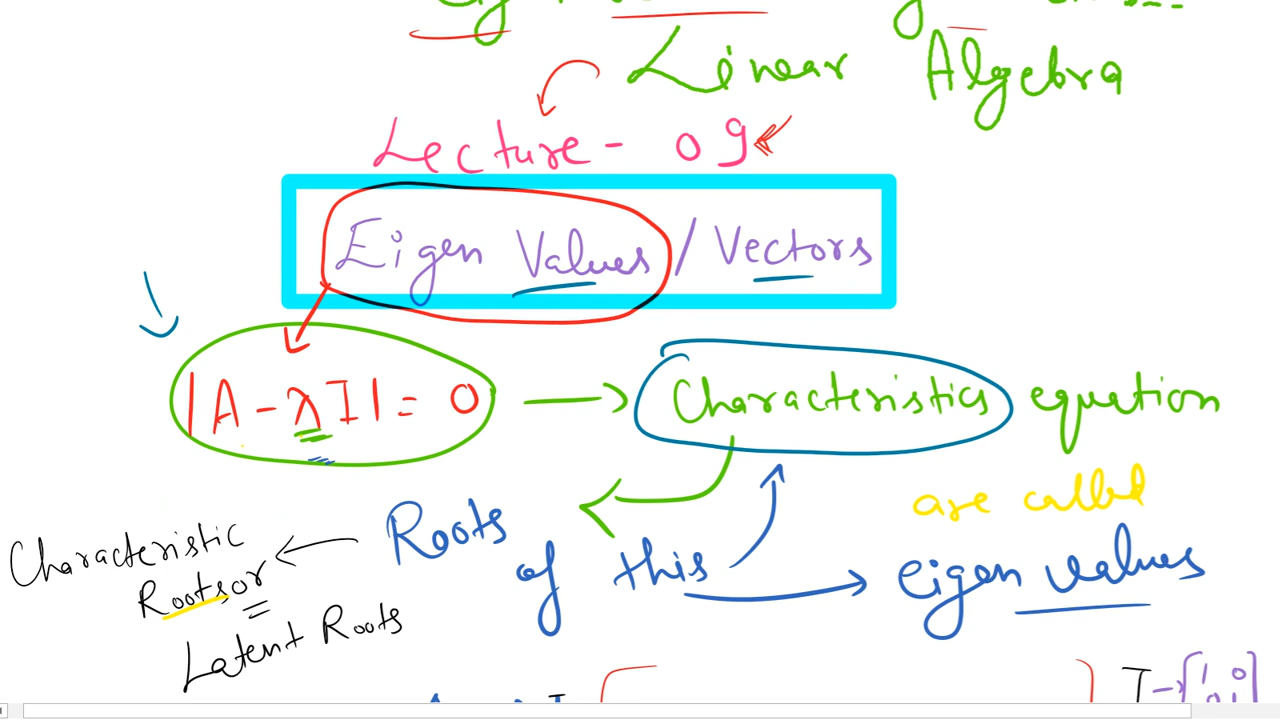 Linear Algebra
Lecture - 09
Eigen Values / Vectors
|A - λI| = 0 → Characteristics equation
are called
Roots of this → eigen values
Characteristic
Roots or
Latent Roots